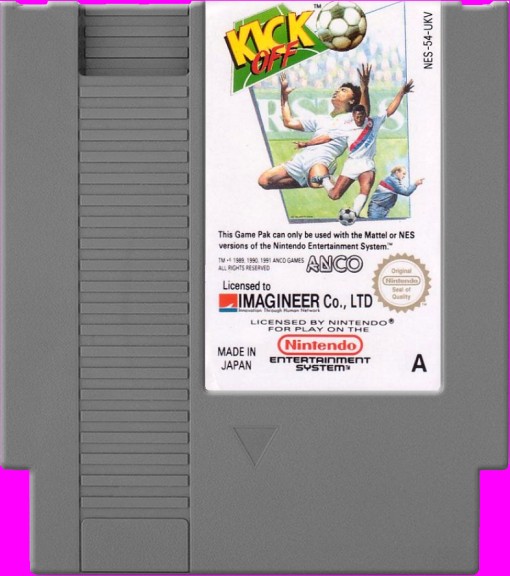 KICK
OFF
™
NES-54-UKV
This Game Pak can only be used with the Mattel or NES
versions of the Nintendo Entertainment System.™
1989, 1990, 1991 ANCO GAMES
ALL RIGHTS RESERVED
ANCO
Original
Nintendo
Seal of
Quality
Licensed to
IMAGINEER Co., LTD
Innovation Through Human Network
LICENSED BY NINTENDO®
FOR PLAY ON THE
Nintendo
ENTERTAINMENT
SYSTEM™
MADE IN
JAPAN
A